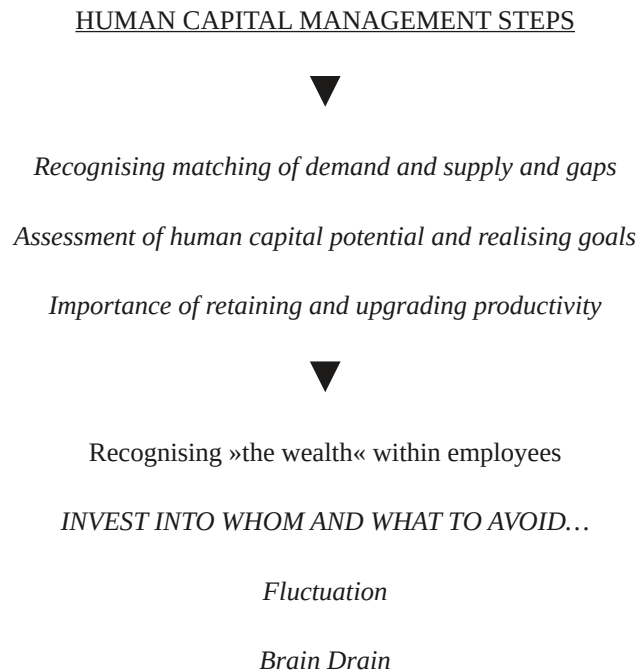 HUMAN CAPITAL MANAGEMENT STEPS
Recognising matching of demand and supply and gaps
Assessment of human capital potential and realising goals
Importance of retaining and upgrading productivity
Recognising »the wealth« within employees
INVEST INTO WHOM AND WHAT TO AVOID…
Fluctuation
Brain Drain